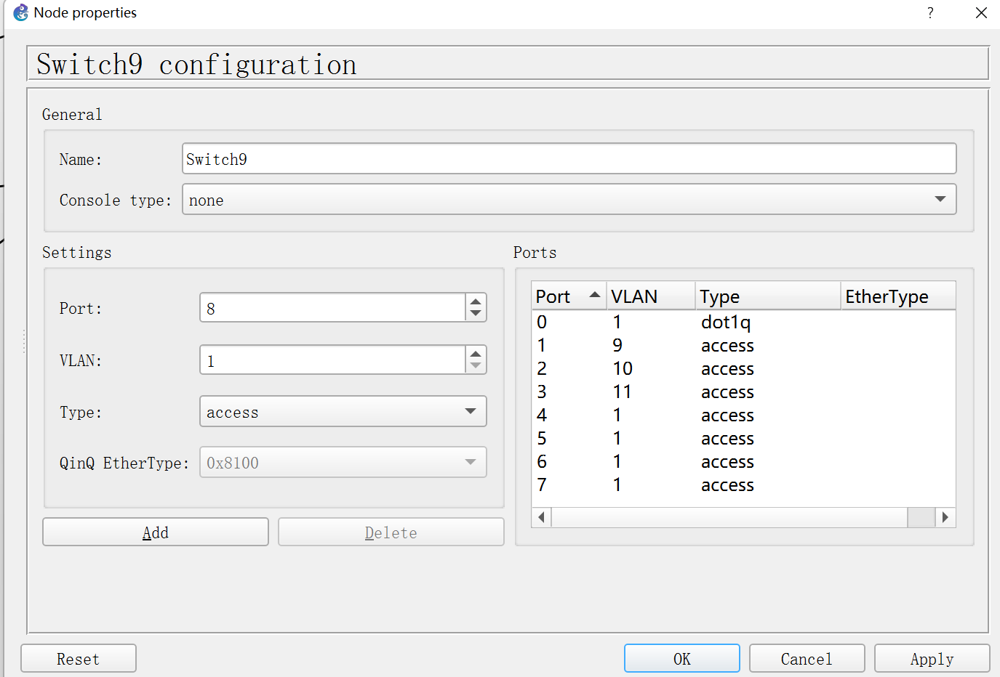 Node properties
?
Switch9 configuration
General
Name: Switch9
Console type: none
Settings
Port: 8
VLAN: 1
Type: access
QinQ EtherType: 0x8100
Add Delete
Ports
Port VLAN Type EtherType
0 1 dot1q
1 9 access
2 10 access
3 11 access
4 1 access
5 1 access
6 1 access
7 1 access
Reset OK Cancel Apply